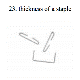 23. thickness of a staple